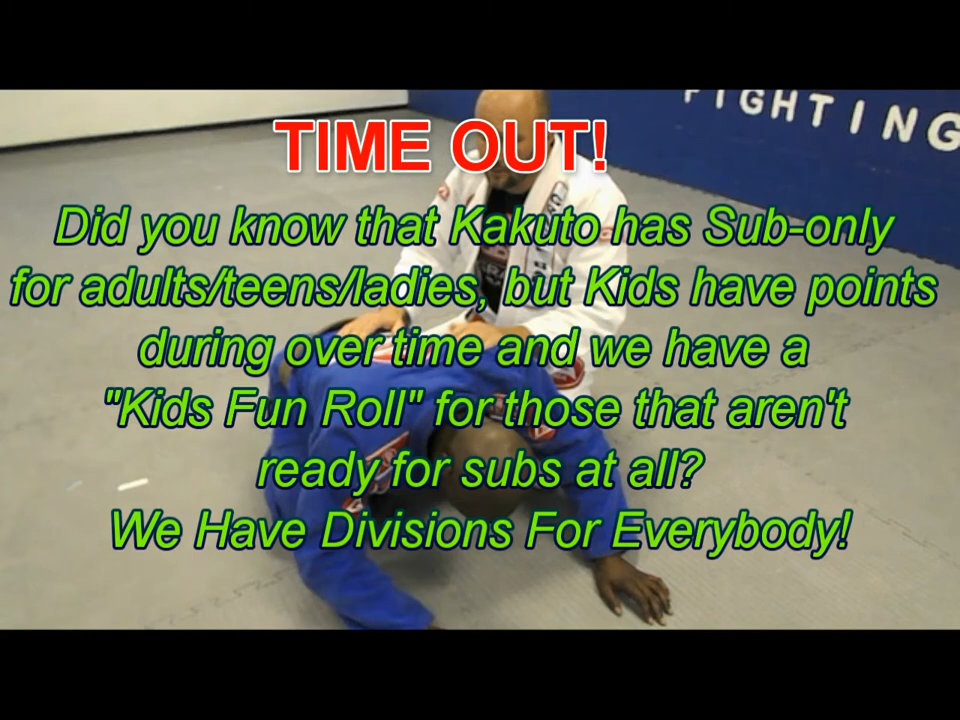 FIGHTING
TIME OUT!
Did you know that Kakuto has Sub-only
for adults/teens/ladies, but Kids have points
during over time and we have a
"Kids Fun Roll" for those that aren't
ready for subs at all?
We Have Divisions For Everybody!